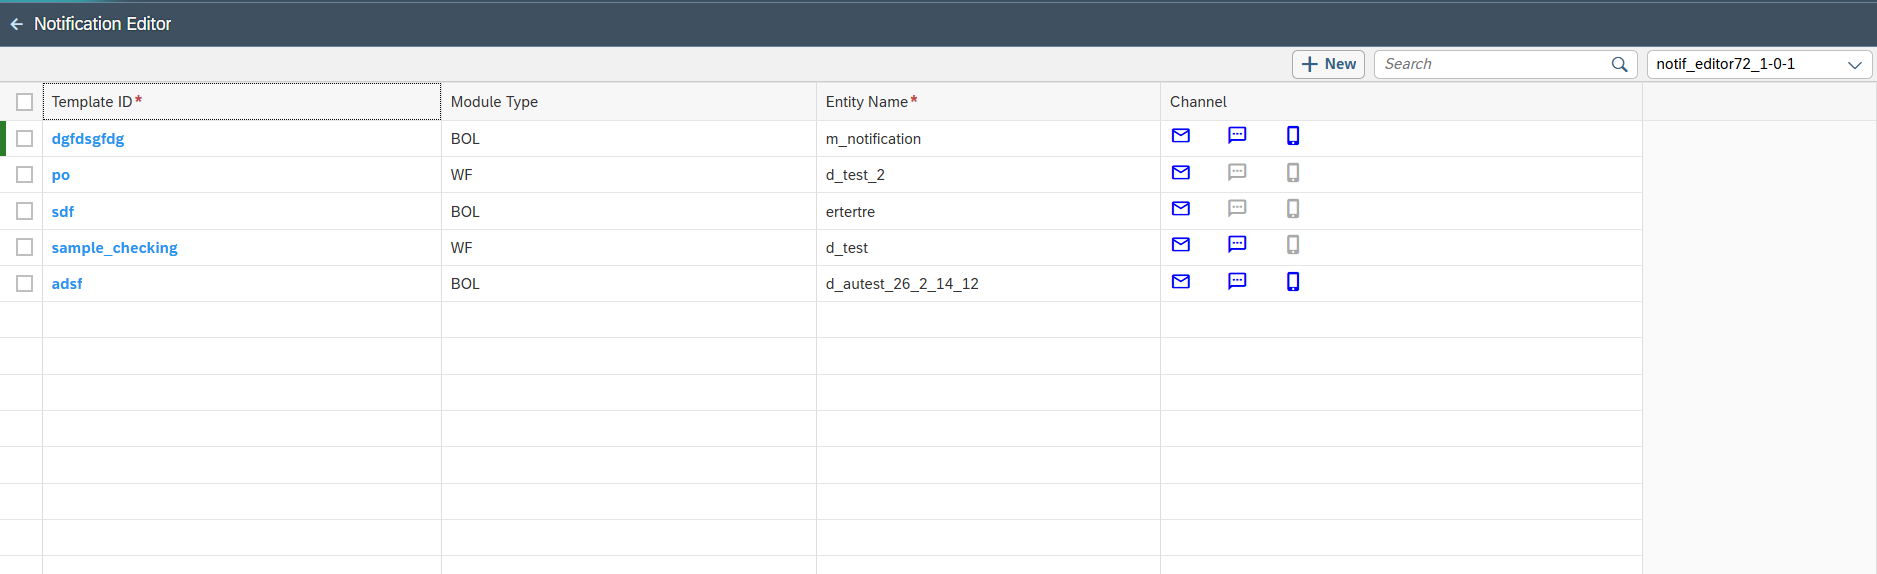 Notification Editor
New Search notif_editor72_1-0-1
Template ID* Module Type Entity Name* Channel
dgfdsgfdg BOL m_notification
po WF d_test_2
sdf BOL ertertre
sample_checking WF d_test
adsf BOL d_autest_26_2_14_12